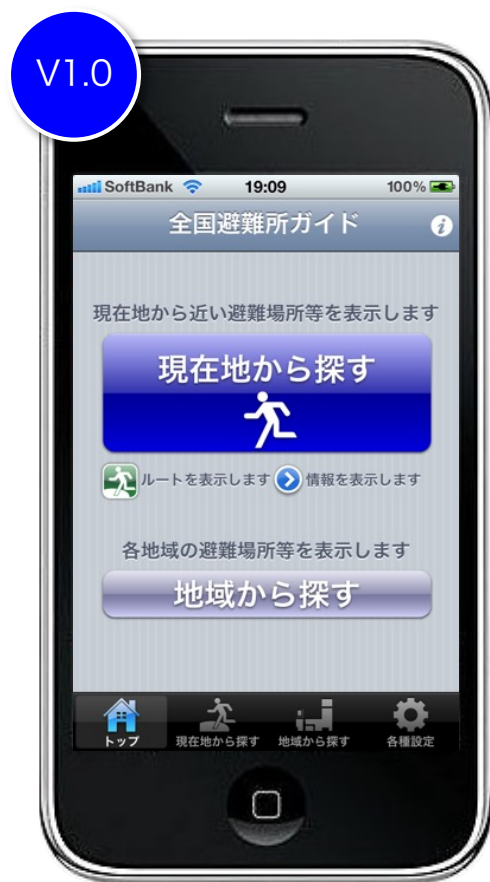 V1.0
SoftBank 19:09 100%
全国避難所ガイド
現在地から近い避難場所等を表示します
現在地から探す
ルートを表示します 情報を表示します
各地域の避難場所等を表示します
地域から探す
トップ 現在地から探す 地域から探す 各種設定